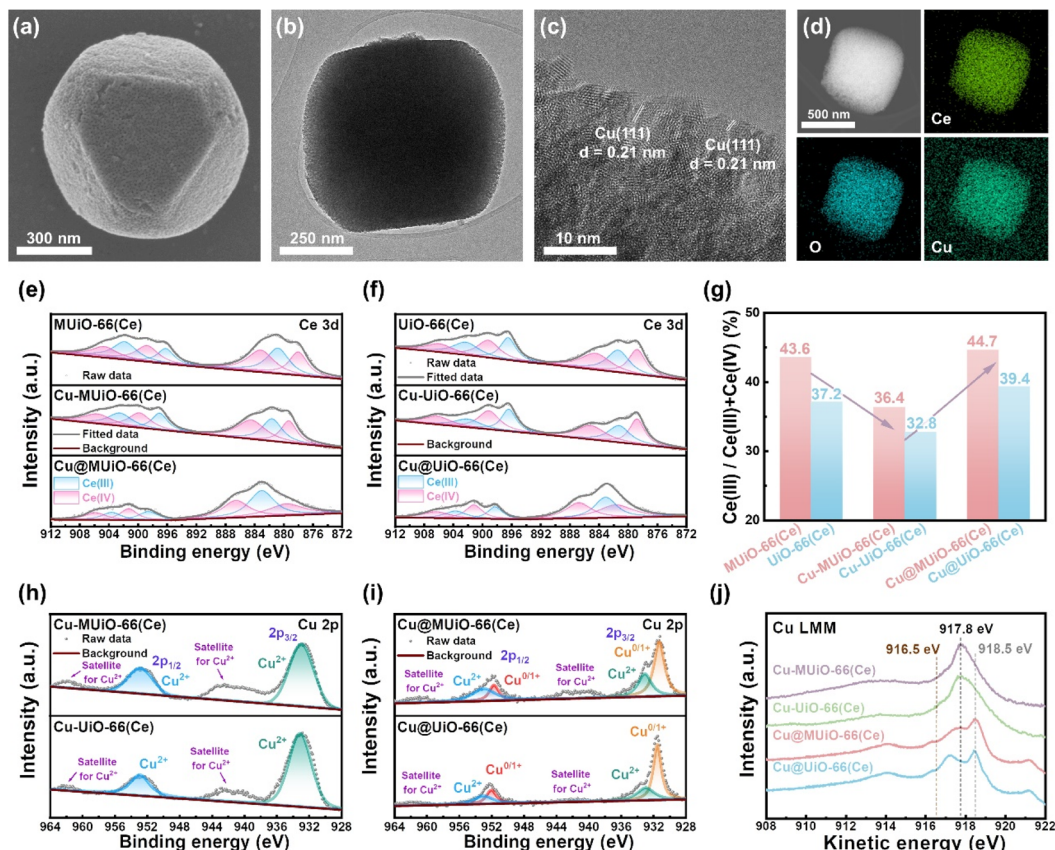 (a)
300 nm
(b)
250 nm
(c)
Cu(111)
d = 0.21 nm
Cu(111)
d = 0.21 nm
10 nm
(d)
500 nm
Ce
O
Cu
(e)
MUiO-66(Ce)
Ce 3d
Raw data
Cu-MUiO-66(Ce)
Fitted data
Background
Cu@MUiO-66(Ce)
Ce(III)
Ce(IV)
912 908 904 900 896 892 888 884 880 876 872
Binding energy (eV)
Intensity (a.u.)
(f)
UiO-66(Ce)
Ce 3d
Raw data
Fitted data
Cu-UiO-66(Ce)
Background
Cu@UiO-66(Ce)
912 908 904 900 896 892 888 884 880 876 872
Binding energy (eV)
Intensity (a.u.)
(g)
Ce(III) / Ce(III)+Ce(IV) (%)
50
40
30
20
43.6
37.2
36.4
32.8
44.7
39.4
MUiO-66(Ce)
UiO-66(Ce)
Cu-MUiO-66(Ce)
Cu-UiO-66(Ce)
Cu@MUiO-66(Ce)
Cu@UiO-66(Ce)
(h)
Cu-MUiO-66(Ce)
Cu 2p
Raw data
Background
Satellite
for Cu2+
2p1/2
Cu2+
Satellite
for Cu2+
2p3/2
Cu2+
Cu-UiO-66(Ce)
Satellite
for Cu2+
Cu2+
Satellite
for Cu2+
Cu2+
964 960 956 952 948 944 940 936 932 928
Binding energy (eV)
Intensity (a.u.)
(i)
Cu@MUiO-66(Ce)
Cu 2p
Raw data
Background
Satellite
for Cu2+
2p1/2
Cu2+
Cu0/1+
Satellite
for Cu2+
2p3/2
Cu0/1+
Cu2+
Cu@UiO-66(Ce)
Cu0/1+
Satellite
for Cu2+
Cu2+
Cu0/1+
Satellite
for Cu2+
Cu2+
964 960 956 952 948 944 940 936 932 928
Binding energy (eV)
Intensity (a.u.)
(j)
Cu LMM
917.8 eV
916.5 eV
918.5 eV
Cu-MUiO-66(Ce)
Cu-UiO-66(Ce)
Cu@MUiO-66(Ce)
Cu@UiO-66(Ce)
908 910 912 914 916 918 920 922
Kinetic energy (eV)
Intensity (a.u.)